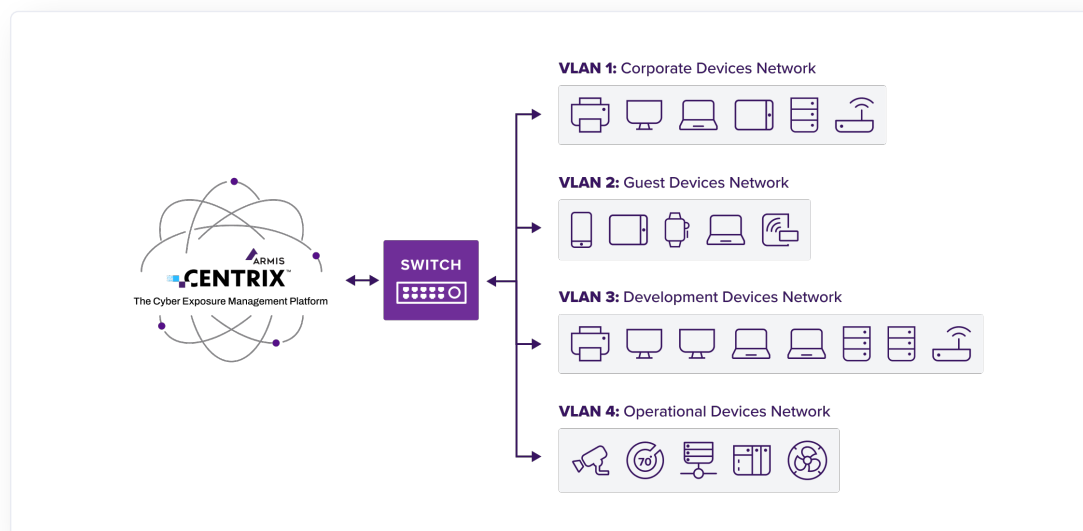 VLAN 1: Corporate Devices Network
VLAN 2: Guest Devices Network
ARMIS
CENTRIX™
The Cyber Exposure Management Platform
SWITCH
VLAN 3: Development Devices Network
VLAN 4: Operational Devices Network
70°